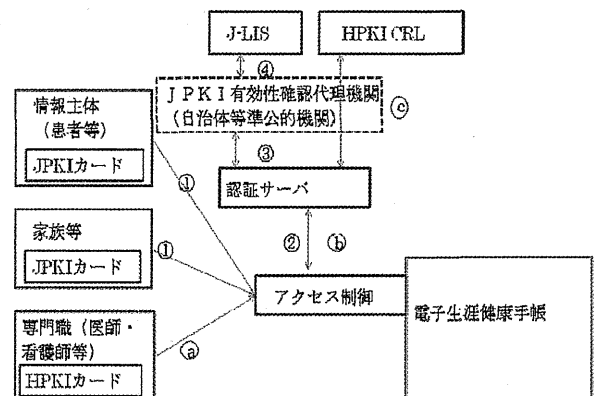 J-LIS
HPKI CRL
④
JPKI有効性確認代理機関
(自治体等準公的機関)
ⓒ
情報主体
(患者等)
JPKIカード
①
③
認証サーバ
家族等
JPKIカード
①
②
ⓑ
アクセス制御
電子生涯健康手帳
専門職(医師・
看護師等)
HPKIカード
ⓐ